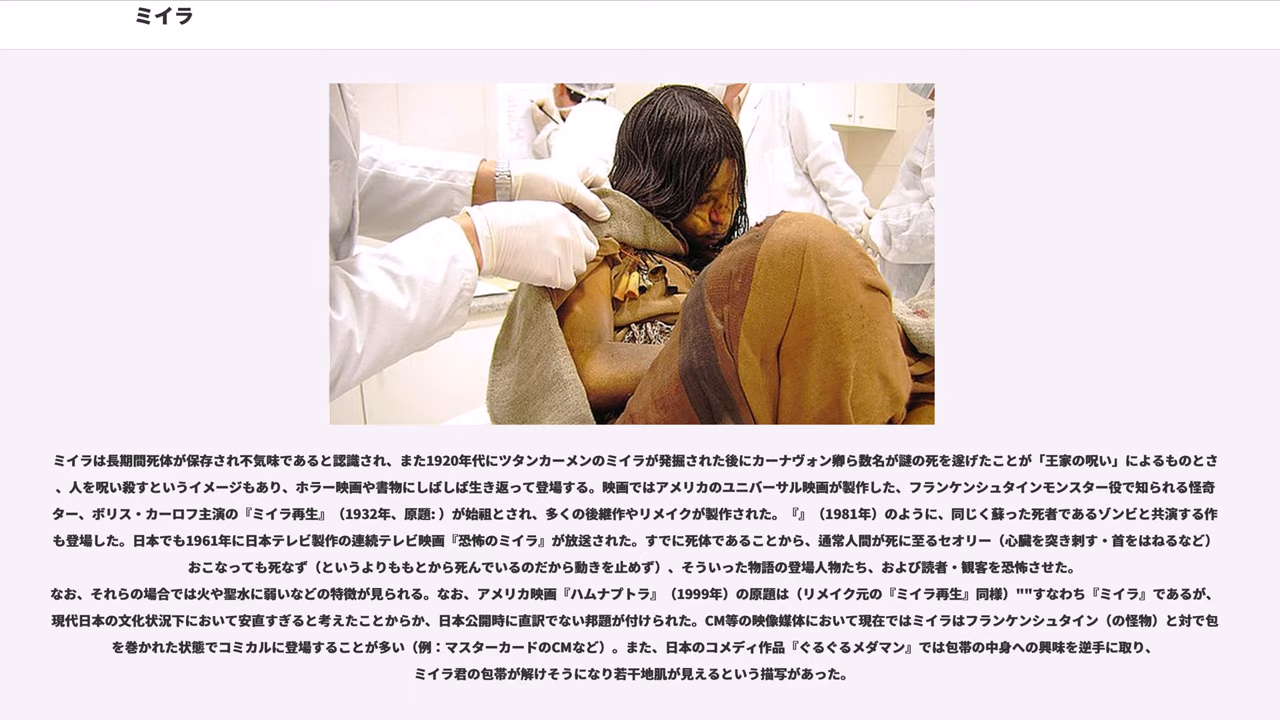 ミイラ
ミイラは長期間死体が保存され不気味であると認識され、また1920年代にツタンカーメンのミイラが発掘された後にカーナヴォン卿ら数名が謎の死を遂げたことが「王家の呪い」によるものとさ
、人を呪い殺すというイメージもあり、ホラー映画や書物にしばしば生き返って登場する。映画ではアメリカのユニバーサル映画が製作した、フランケンシュタインモンスター役で知られる怪奇
ター、ボリス・カーロフ主演の『ミイラ再生』（1932年、原題: ）が始祖とされ、多くの後継作やリメイクが製作された。『』（1981年）のように、同じく蘇った死者であるゾンビと共演する作
も登場した。日本でも1961年に日本テレビ製作の連続テレビ映画『恐怖のミイラ』が放送された。すでに死体であることから、通常人間が死に至るセオリー（心臓を突き刺す・首をはねるなど）
おこなっても死なず（というよりももとから死んでいるのだから動きを止めず）、そういった物語の登場人物たち、および読者・観客を恐怖させた。
なお、それらの場合では火や聖水に弱いなどの特徴が見られる。なお、アメリカ映画『ハムナプトラ』（1999年）の原題は（リメイク元の『ミイラ再生』同様）""すなわち『ミイラ』であるが、
現代日本の文化状況下において安直すぎると考えたことからか、日本公開時に直訳でない邦題が付けられた。CM等の映像媒体において現在ではミイラはフランケンシュタイン（の怪物）と対で包
を巻かれた状態でコミカルに登場することが多い（例：マスターカードのCMなど）。また、日本のコメディ作品『ぐるぐるメダマン』では包帯の中身への興味を逆手に取り、
ミイラ君の包帯が解けそうになり若干地肌が見えるという描写があった。